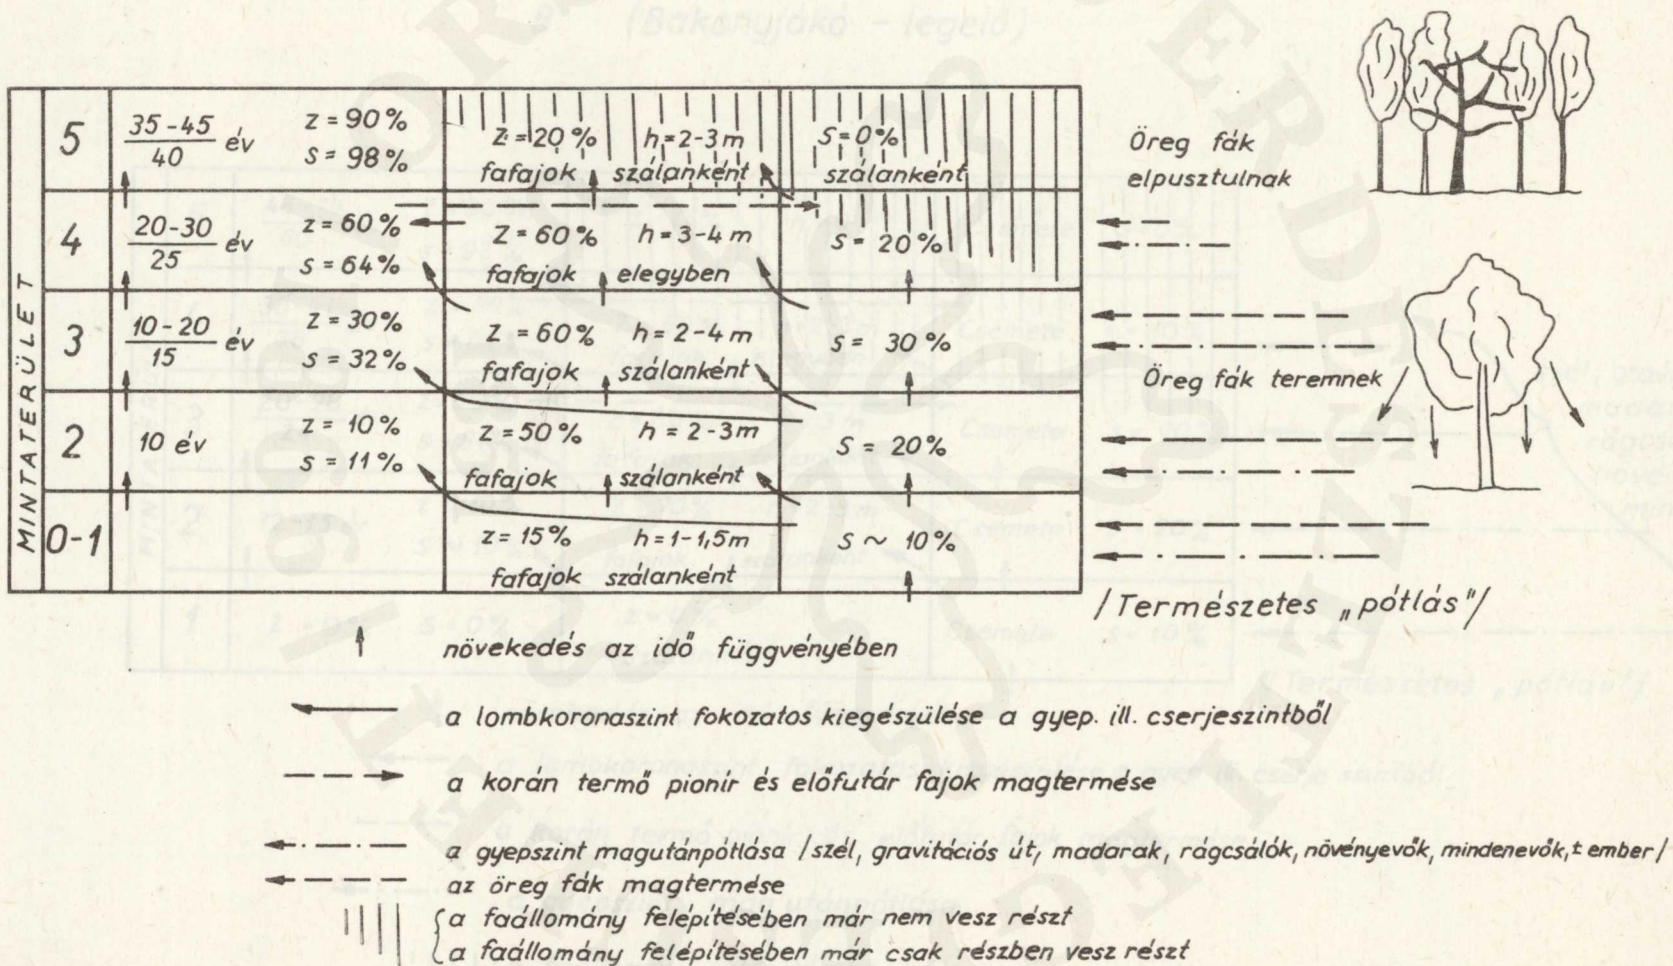 MINTATERÜLET
5
35-45
40
év
z = 90%
s = 98%
z = 20% h = 2-3 m
fafajok szálanként
s = 0%
szálanként
Öreg fák
elpusztulnak
4
20-30
25
év
z = 60%
s = 64%
z = 60% h = 3-4 m
fafajok elegyben
s = 20%
3
10-20
15
év
z = 30%
s = 32%
z = 60% h = 2-4 m
fafajok szálanként
s = 30%
Öreg fák teremnek
2
10 év
z = 10%
s = 11%
z = 50% h = 2-3m
fafajok szálanként
s = 20%
0-1
z = 15% h = 1-1,5m
fafajok szálanként
s ~ 10%
/Természetes „pótlás"/
növekedés az idő függvényében
a lombkoronaszint fokozatos kiegészülése a gyep. ill. cserjeszintből
a korán termő pionír és előfutár fajok magtermése
a gyepszint magutánpótlása /szél, gravitációs út, madarak, rágcsálók, növényevők, mindenevők, ± ember/
az öreg fák magtermése
a faállomány felépítésében már nem vesz részt
a faállomány felépítésében már csak részben vesz részt
(Bakonyjákó - legelő)